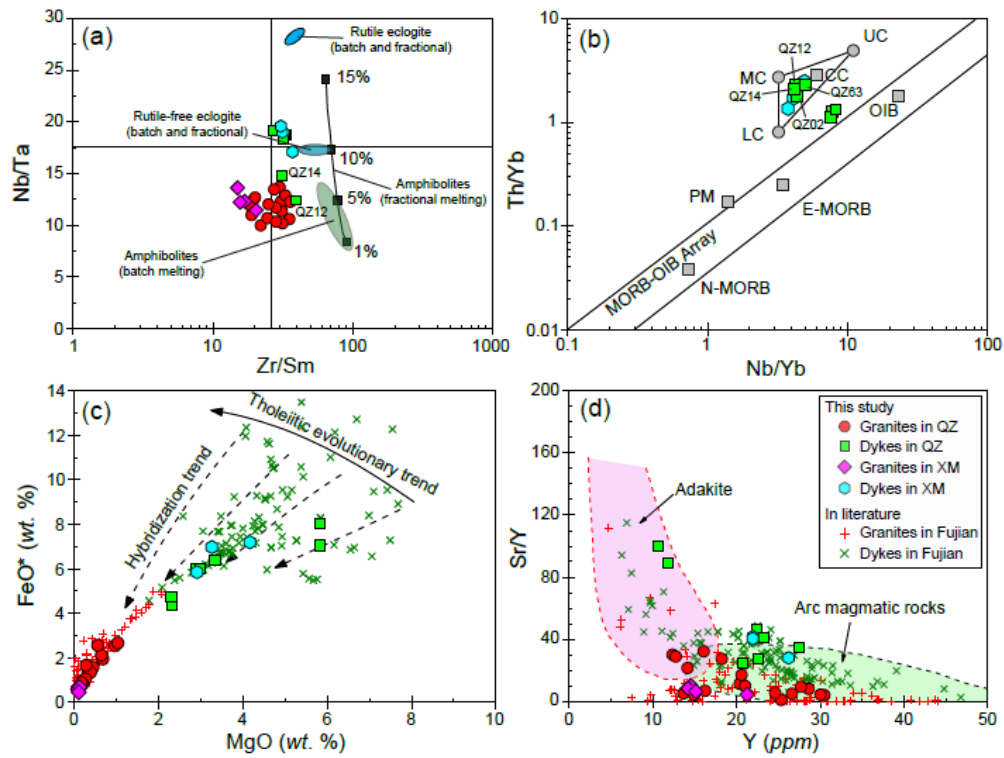 (a)
30
25
20
15
10
5
0
Nb/Ta
1
10
100
1000
Zr/Sm
Rutile eclogite
(batch and fractional)
15%
Rutile-free eclogite
(batch and fractional)
10%
QZ14
Amphibolites
(fractional melting)
5%
QZ12
1%
Amphibolites
(batch melting)
(b)
10
1
0.1
0.01
Th/Yb
0.1
1
10
100
Nb/Yb
UC
QZ12
MC
CC
QZ14
QZ63
QZ02
OIB
LC
PM
E-MORB
MORB-OIB Array
N-MORB
(c)
14
12
10
8
6
4
2
0
FeO* (wt. %)
0
2
4
6
8
10
MgO (wt. %)
Tholeiitic evolutionary trend
Hybridization trend
(d)
200
160
120
80
40
0
Sr/Y
0
10
20
30
40
50
Y (ppm)
Adakite
Arc magmatic rocks
This study
Granites in QZ
Dykes in QZ
Granites in XM
Dykes in XM
In literature
Granites in Fujian
Dykes in Fujian